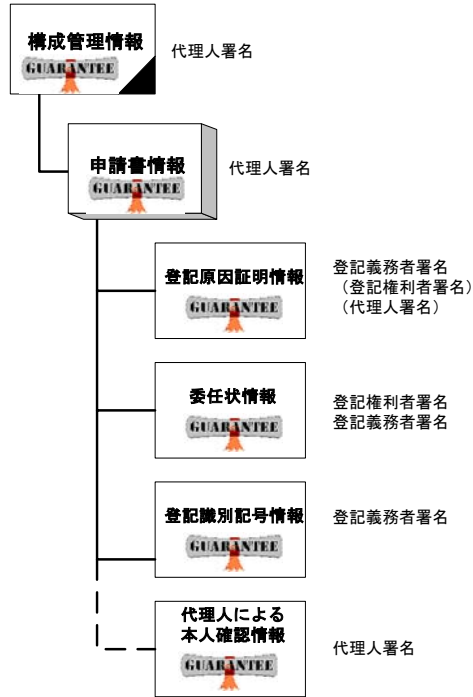 構成管理情報
GUARANTEE
代理人署名
申請書情報
GUARANTEE
代理人署名
登記原因証明情報
GUARANTEE
登記義務者署名
（登記権利者署名）
（代理人署名）
委任状情報
GUARANTEE
登記権利者署名
登記義務者署名
登記識別記号情報
GUARANTEE
登記義務者署名
代理人による
本人確認情報
GUARANTEE
代理人署名